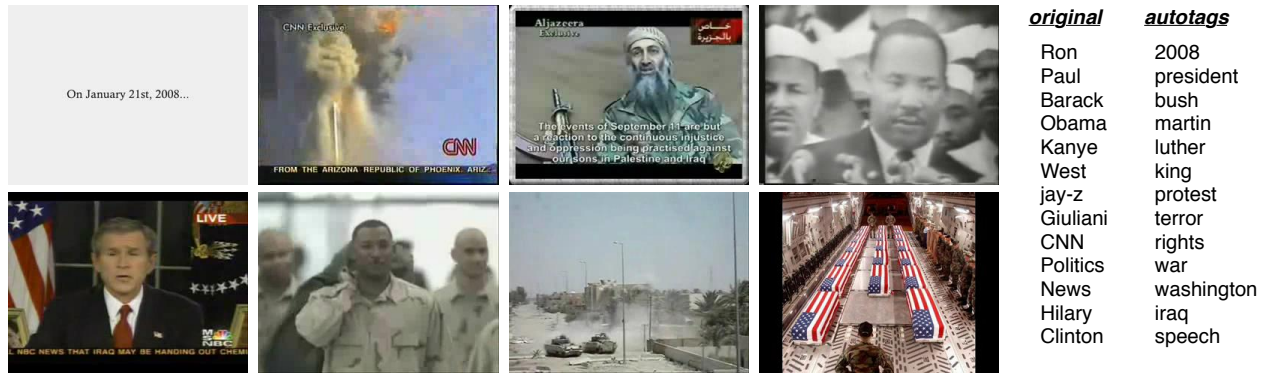 On January 21st, 2008...
CNN Exclusive
CNN
FROM THE ARIZONA REPUBLIC OF PHOENIX. ARIZ...
Aljazeera
Exclusive
خاص
بالجزيرة
The events of September 11 are but
a reaction to the continuous injustice
and oppression being practised against
our sons in Palestine and Iraq
LIVE
MSNBC
L NBC NEWS THAT IRAQ MAY BE HANDING OUT CHEMI
original autotags
Ron 2008
Paul president
Barack bush
Obama martin
Kanye luther
West king
jay-z protest
Giuliani terror
CNN rights
Politics war
News washington
Hilary iraq
Clinton speech